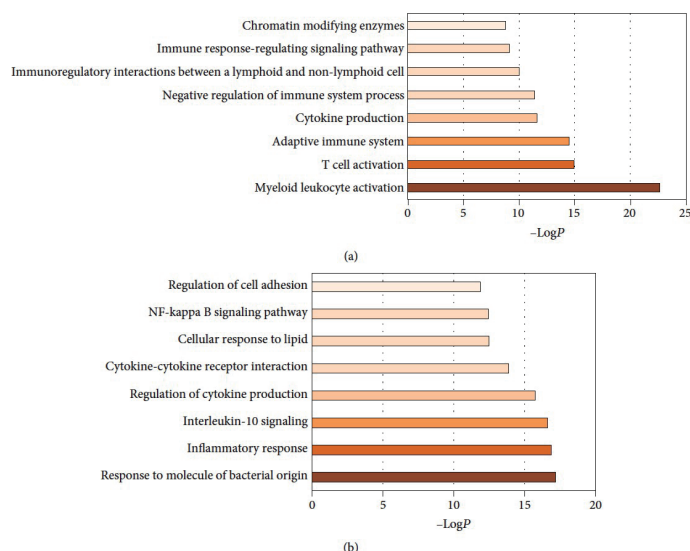 Chromatin modifying enzymes
Immune response-regulating signaling pathway
Immunoregulatory interactions between a lymphoid and non-lymphoid cell
Negative regulation of immune system process
Cytokine production
Adaptive immune system
T cell activation
Myeloid leukocyte activation
0 5 10 15 20 25
–LogP
(a)
Regulation of cell adhesion
NF-kappa B signaling pathway
Cellular response to lipid
Cytokine-cytokine receptor interaction
Regulation of cytokine production
Interleukin-10 signaling
Inflammatory response
Response to molecule of bacterial origin
0 5 10 15 20
–LogP
(b)